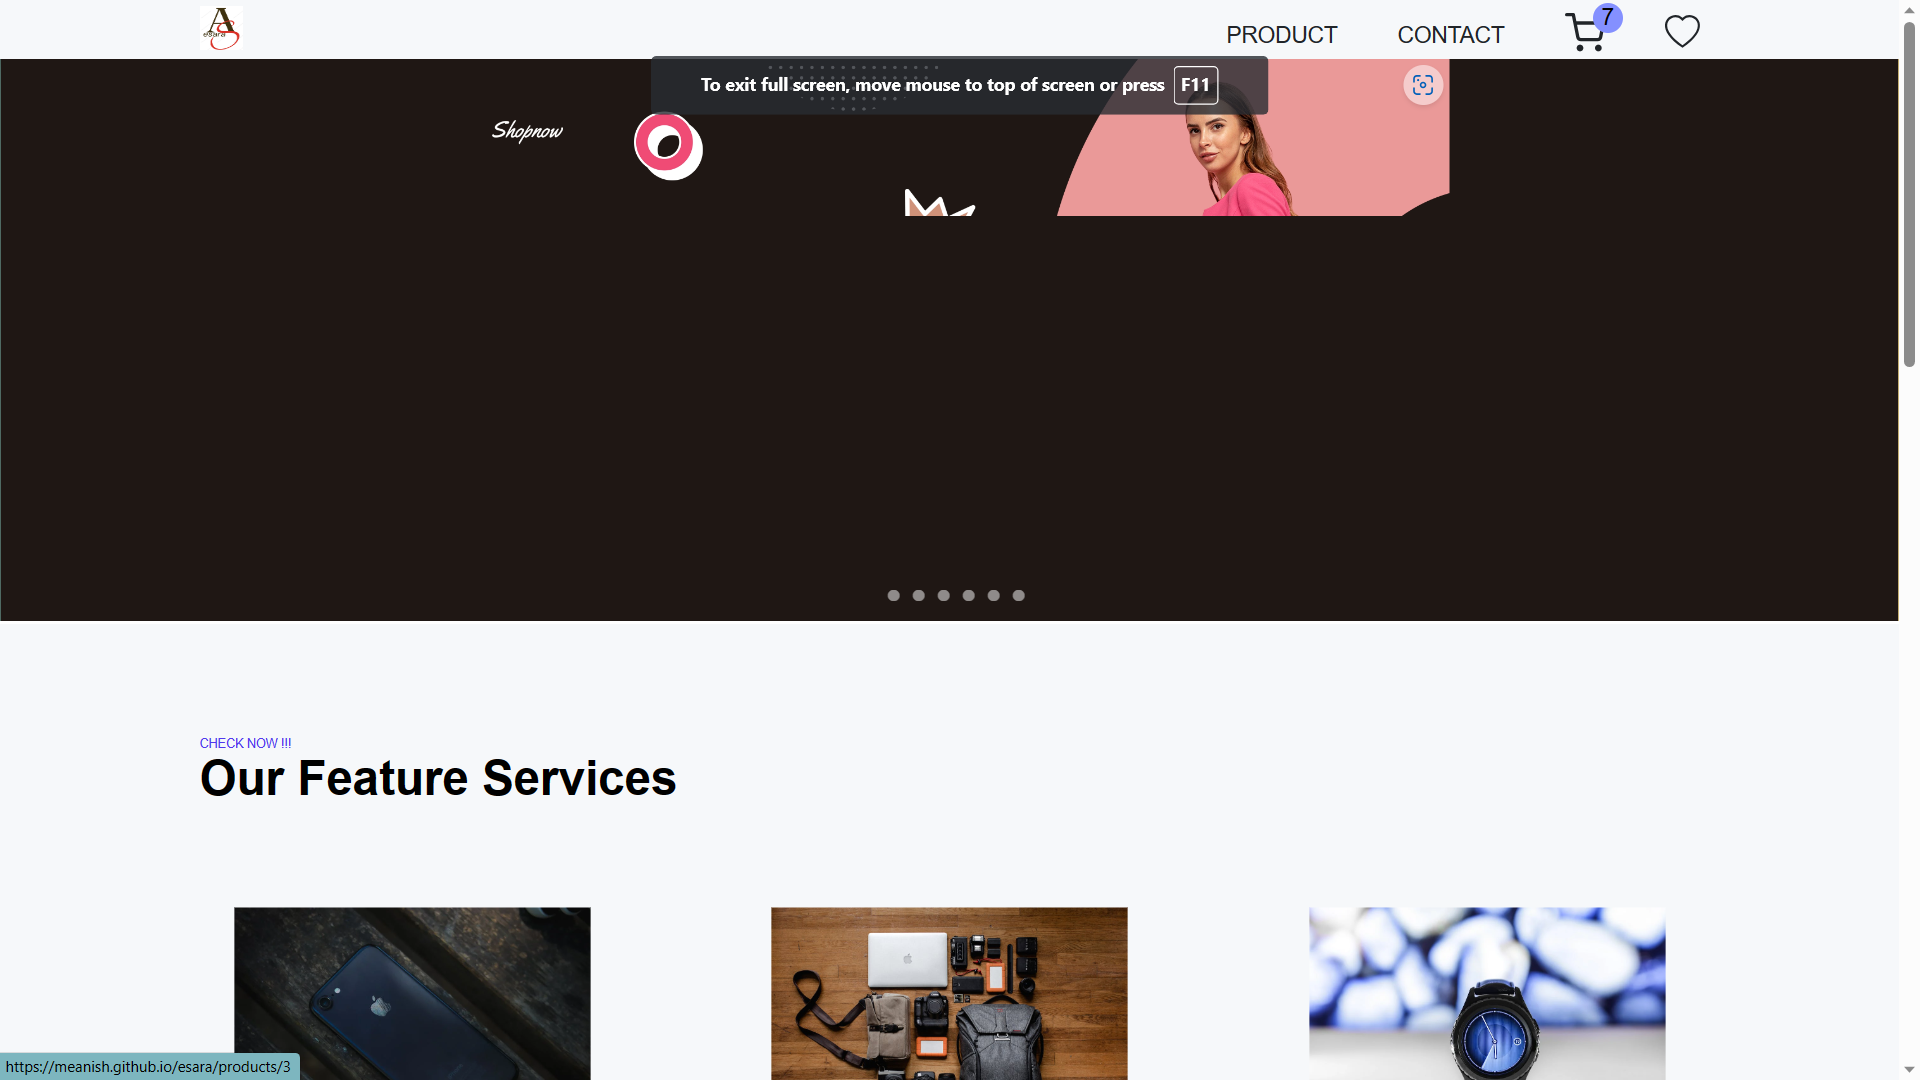 A
S
esara
PRODUCT
CONTACT
7
To exit full screen, move mouse to top of screen or press F11
Shopnow
CHECK NOW !!!
Our Feature Services
https://meanish.github.io/esara/products/3